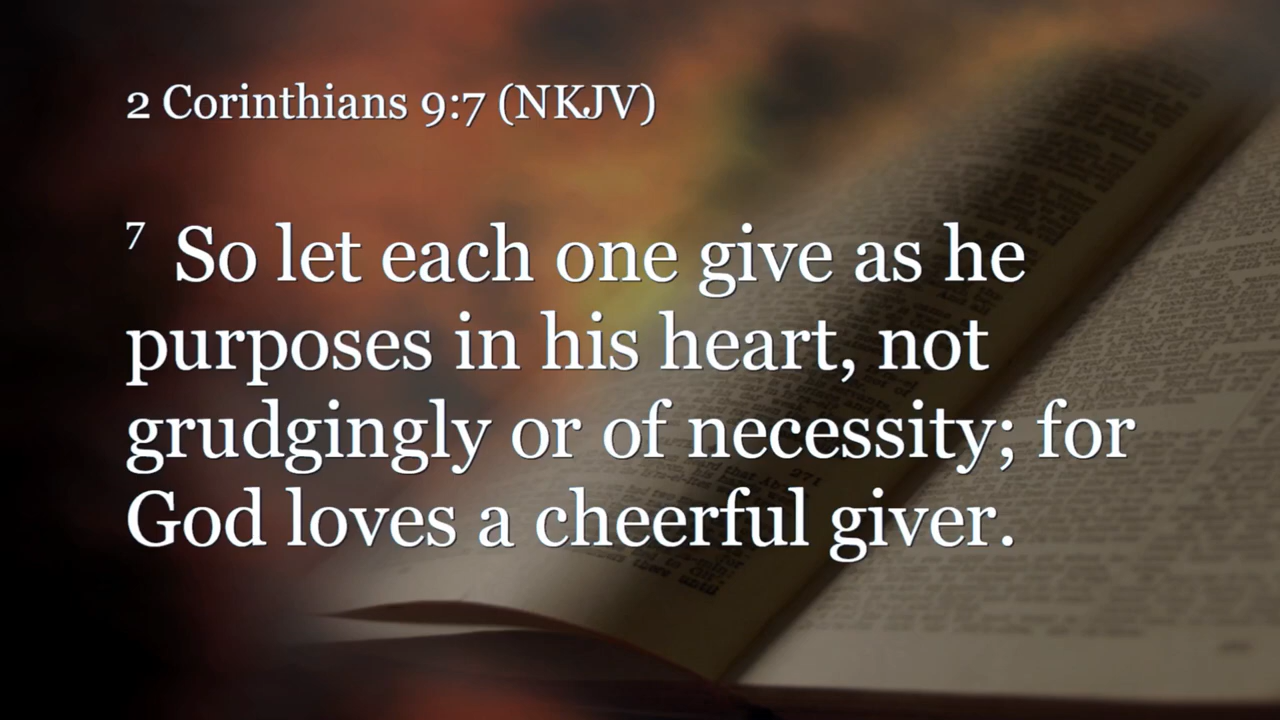 2 Corinthians 9:7 (NKJV)
7 So let each one give as he
purposes in his heart, not
grudgingly or of necessity; for
God loves a cheerful giver.
271